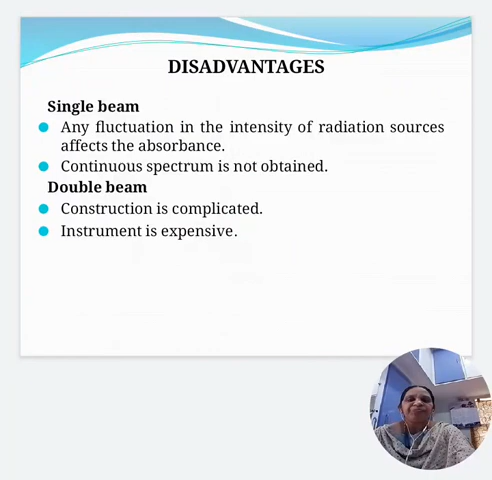 DISADVANTAGES
Single beam
Any fluctuation in the intensity of radiation sources
affects the absorbance.
Continuous spectrum is not obtained.
Double beam
Construction is complicated.
Instrument is expensive.